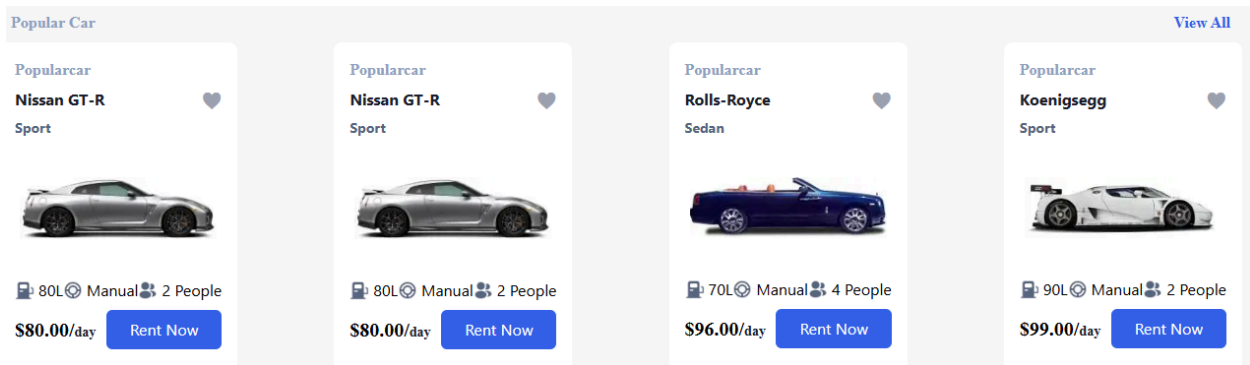 Popular Car View All
Popularcar Popularcar Popularcar Popularcar
Nissan GT-R Nissan GT-R Rolls-Royce Koenigsegg
Sport Sport Sedan Sport
80L Manual 2 People 80L Manual 2 People 70L Manual 4 People 90L Manual 2 People
$80.00/day Rent Now $80.00/day Rent Now $96.00/day Rent Now $99.00/day Rent Now